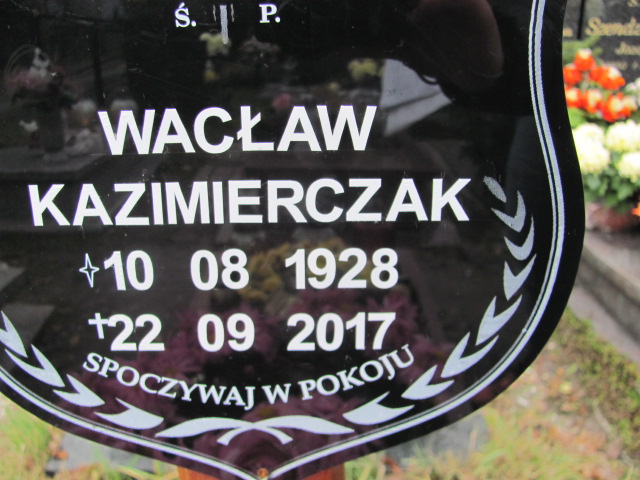 Ś. P.
WACŁAW
KAZIMIERCZAK
10 08 1928
22 09 2017
SPOCZYWAJ W POKOJU